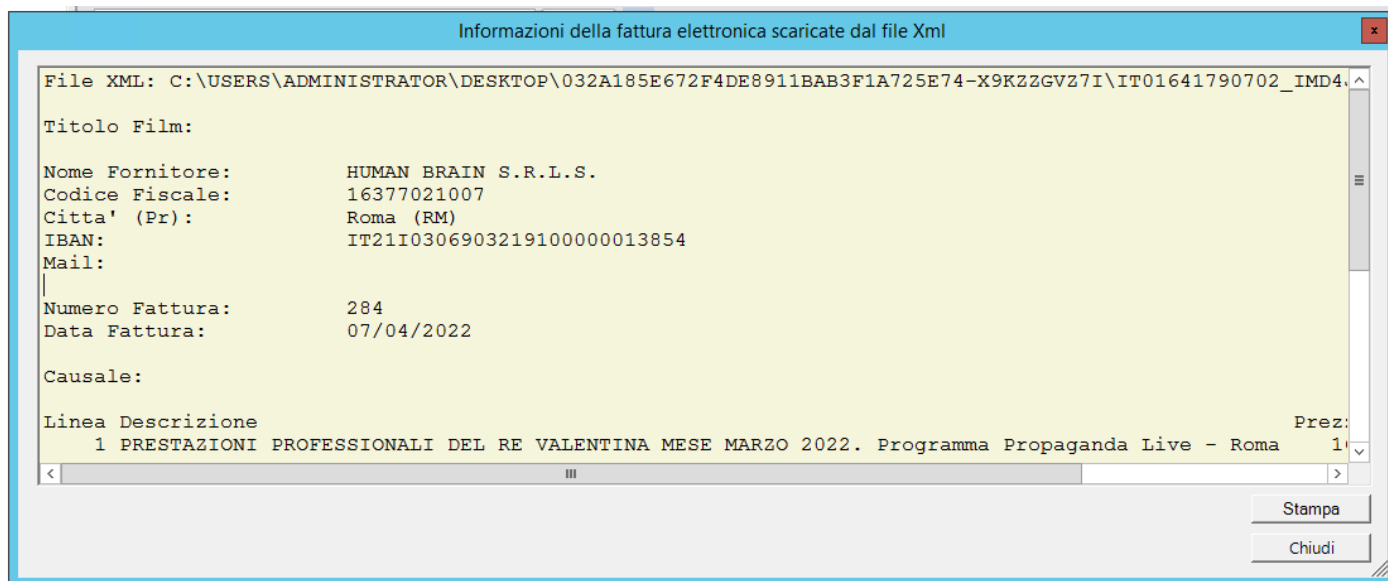 Informazioni della fattura elettronica scaricate dal file Xml
x
File XML: C:\USERS\ADMINISTRATOR\DESKTOP\032A185E672F4DE8911BAB3F1A725E74-X9KZZGVZ7I\IT01641790702_IMD4
Titolo Film:
Nome Fornitore: HUMAN BRAIN S.R.L.S.
Codice Fiscale: 16377021007
Citta' (Pr): Roma (RM)
IBAN: IT21I0306903219100000013854
Mail:
Numero Fattura: 284
Data Fattura: 07/04/2022
Causale:
Linea Descrizione Prez
1 PRESTAZIONI PROFESSIONALI DEL RE VALENTINA MESE MARZO 2022. Programma Propaganda Live - Roma 1
Stampa
Chiudi